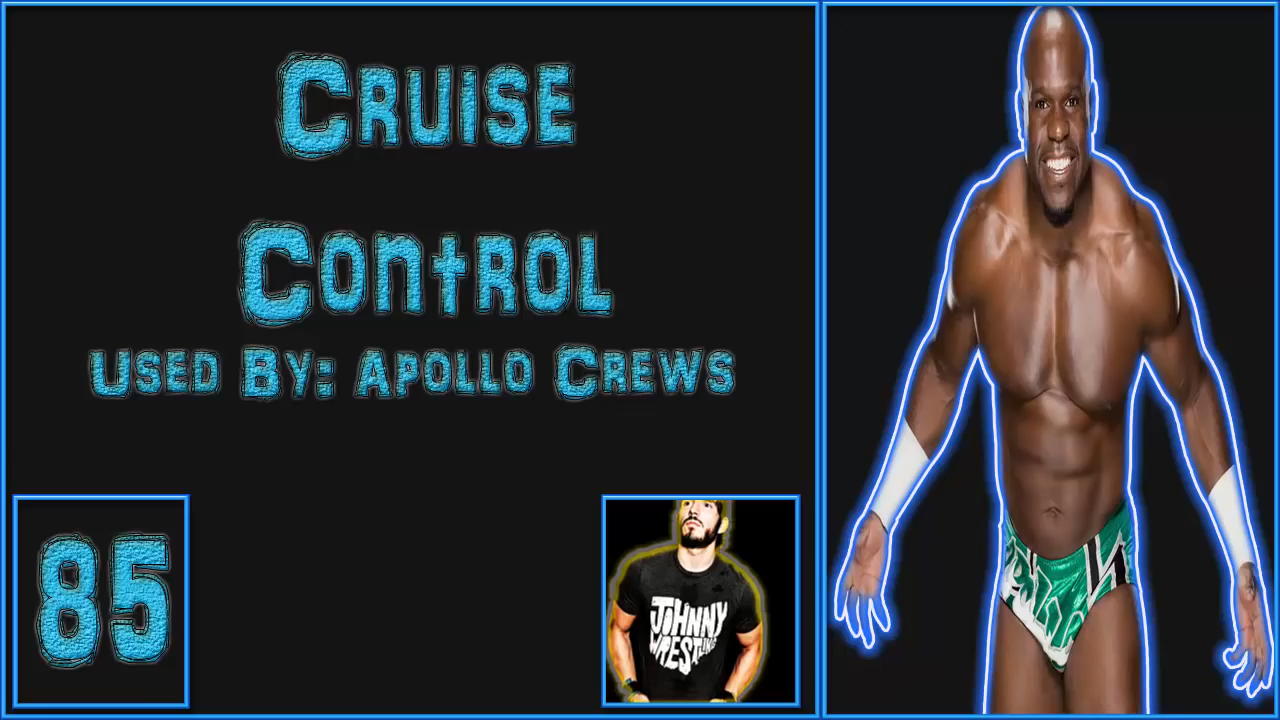 Cruise
Control
Used By: Apollo Crews
85
JOHNNY
WRESTLING